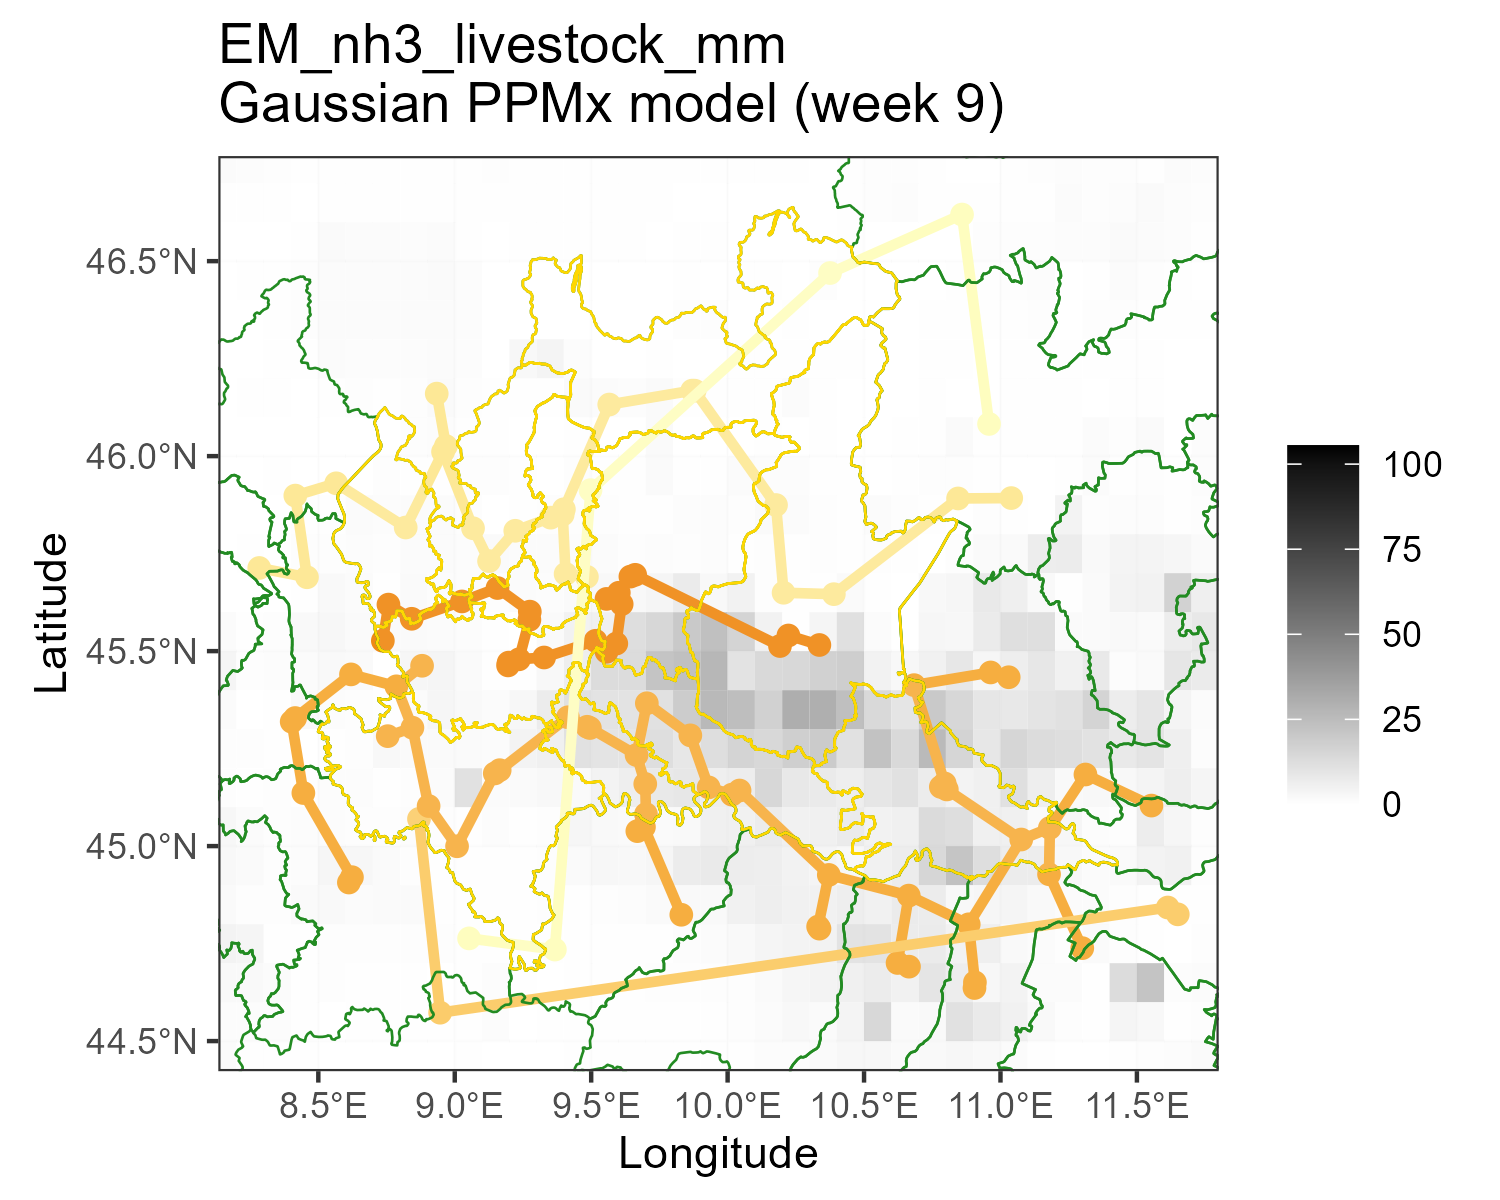 EM_nh3_livestock_mm
Gaussian PPMx model (week 9)
46.5°N
46.0°N
45.5°N
45.0°N
44.5°N
Latitude
8.5°E
9.0°E
9.5°E
10.0°E
10.5°E
11.0°E
11.5°E
Longitude
100
75
50
25
0